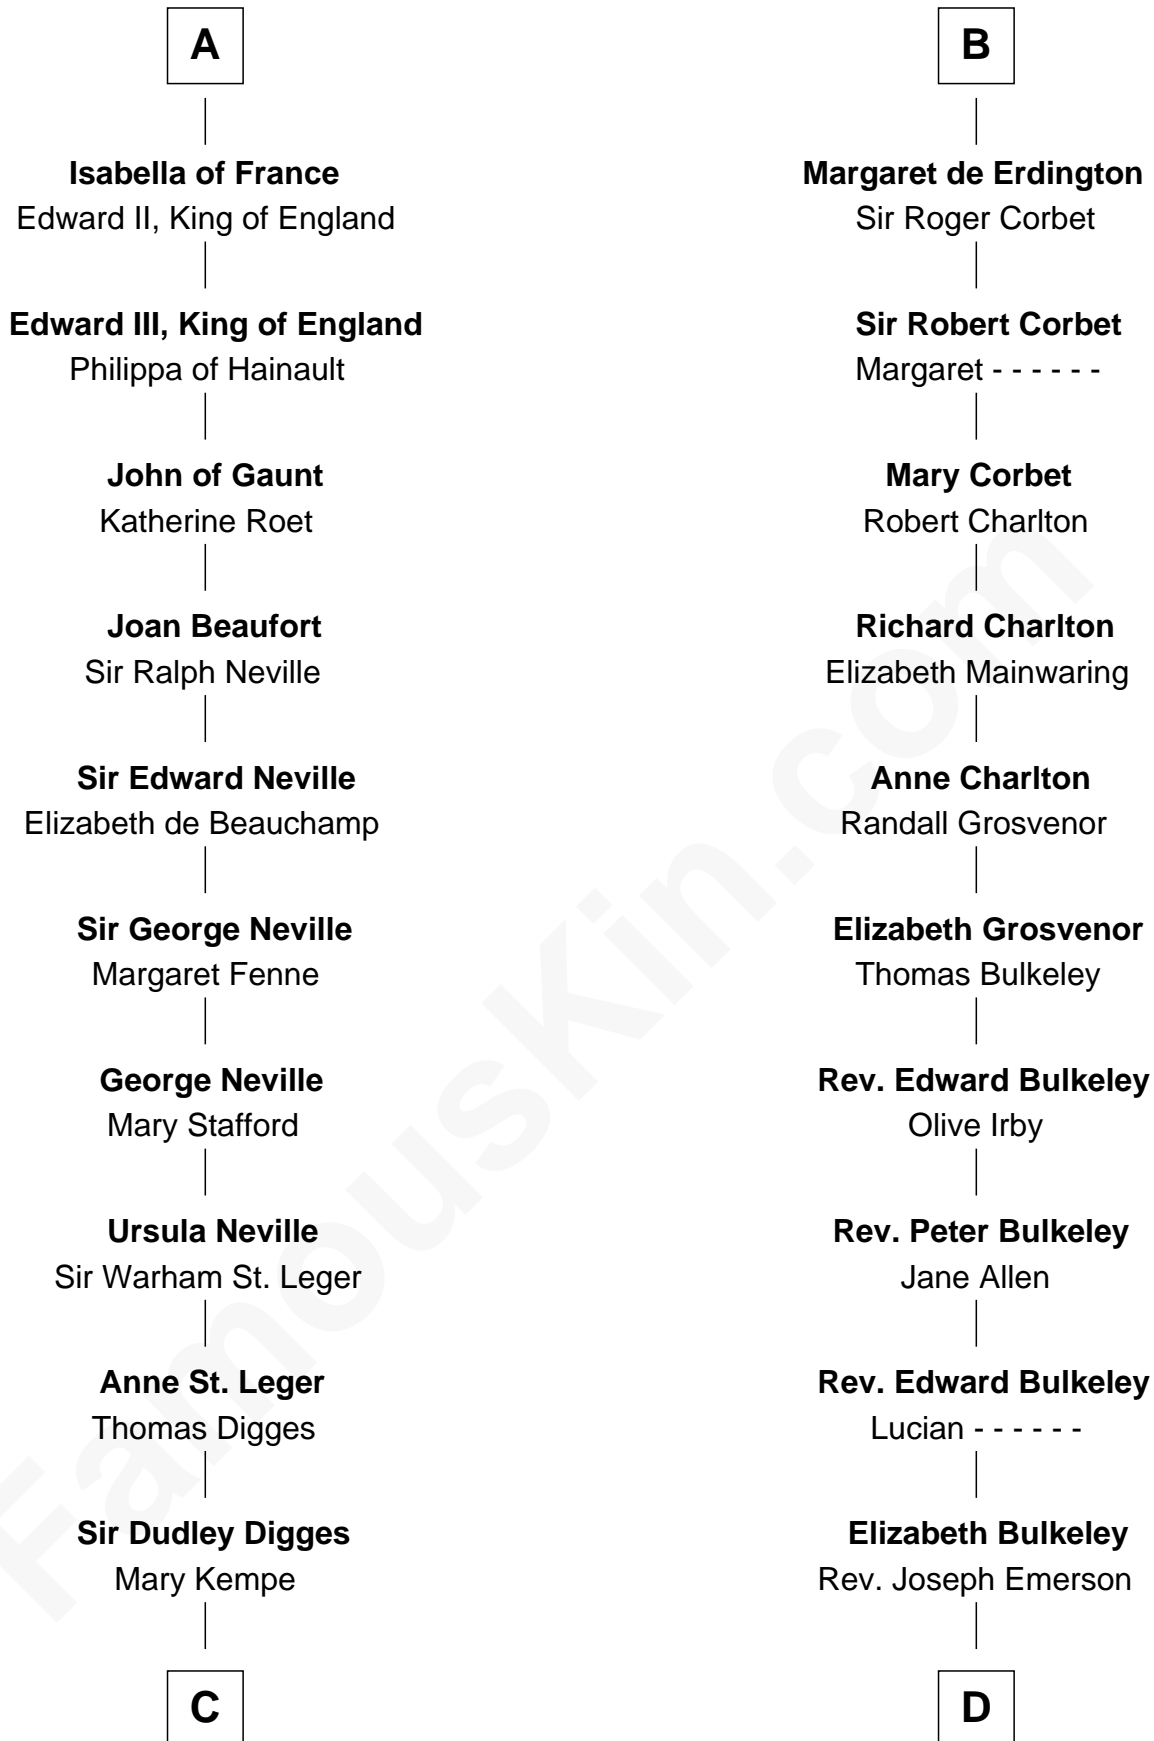 A
Isabella of France
Edward II, King of England
Edward III, King of England
Philippa of Hainault
John of Gaunt
Katherine Roet
Joan Beaufort
Sir Ralph Neville
Sir Edward Neville
Elizabeth de Beauchamp
Sir George Neville
Margaret Fenne
George Neville
Mary Stafford
Ursula Neville
Sir Warham St. Leger
Anne St. Leger
Thomas Digges
Sir Dudley Digges
Mary Kempe
C
B
Margaret de Erdington
Sir Roger Corbet
Sir Robert Corbet
Margaret - - - - - -
Mary Corbet
Robert Charlton
Richard Charlton
Elizabeth Mainwaring
Anne Charlton
Randall Grosvenor
Elizabeth Grosvenor
Thomas Bulkeley
Rev. Edward Bulkeley
Olive Irby
Rev. Peter Bulkeley
Jane Allen
Rev. Edward Bulkeley
Lucian - - - - - -
Elizabeth Bulkeley
Rev. Joseph Emerson
D
FamousKin.com